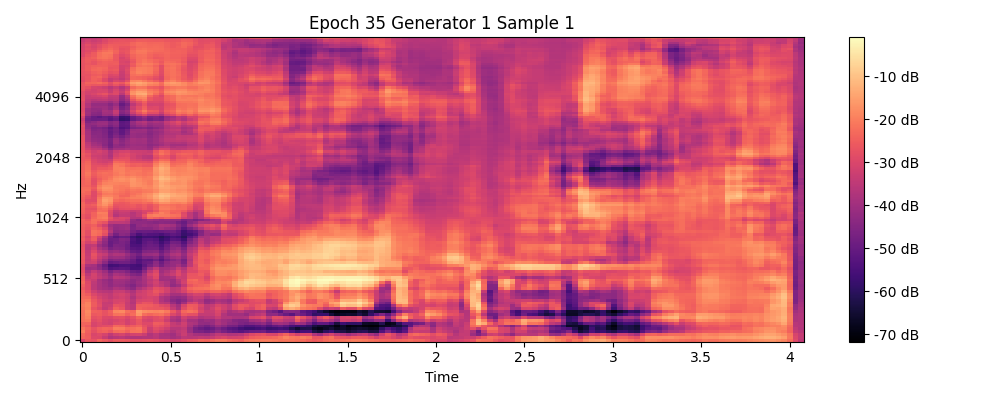 Epoch 35 Generator 1 Sample 1
Hz
4096
2048
1024
512
0
0 0.5 1 1.5 2 2.5 3 3.5 4
Time
-10 dB
-20 dB
-30 dB
-40 dB
-50 dB
-60 dB
-70 dB